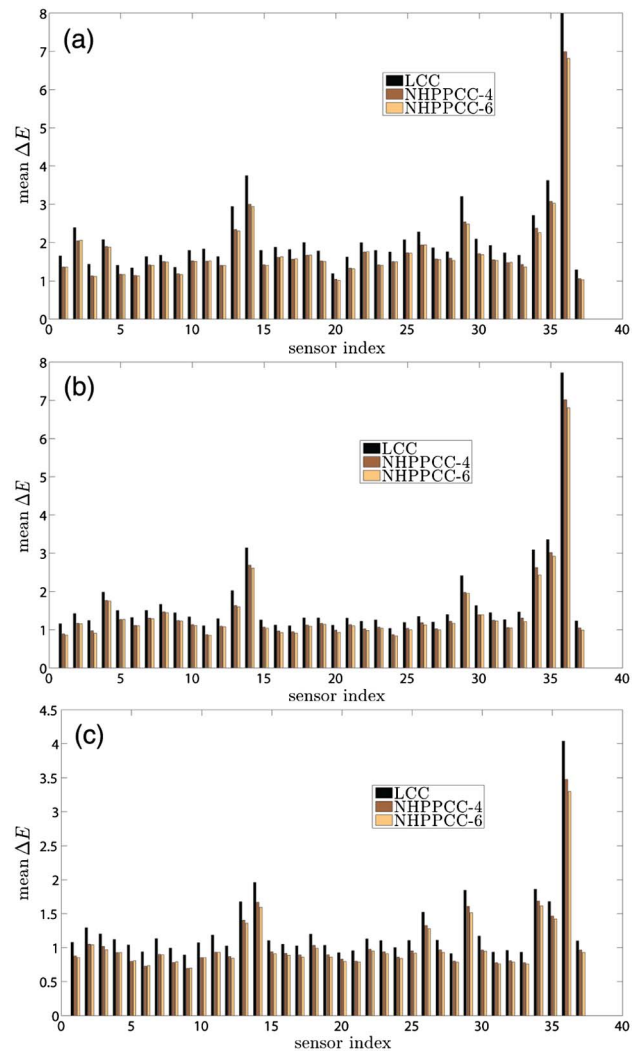 (a)
8
7
6
5
4
3
2
1
0
mean ΔE
LCC
NHPPCC-4
NHPPCC-6
0 5 10 15 20 25 30 35 40
sensor index
(b)
8
7
6
5
4
3
2
1
0
mean ΔE
LCC
NHPPCC-4
NHPPCC-6
0 5 10 15 20 25 30 35 40
sensor index
(c)
4.5
4
3.5
3
2.5
2
1.5
1
0.5
0
mean ΔE
LCC
NHPPCC-4
NHPPCC-6
0 5 10 15 20 25 30 35 40
sensor index